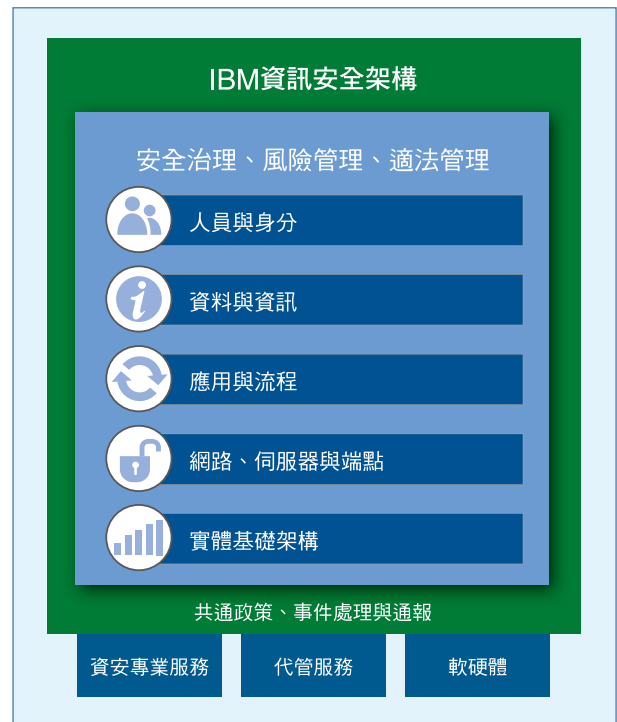 IBM資訊安全架構
安全治理、風險管理、適法管理
人員與身分
資料與資訊
應用與流程
網路、伺服器與端點
實體基礎架構
共通政策、事件處理與通報
資安專業服務
代管服務
軟硬體